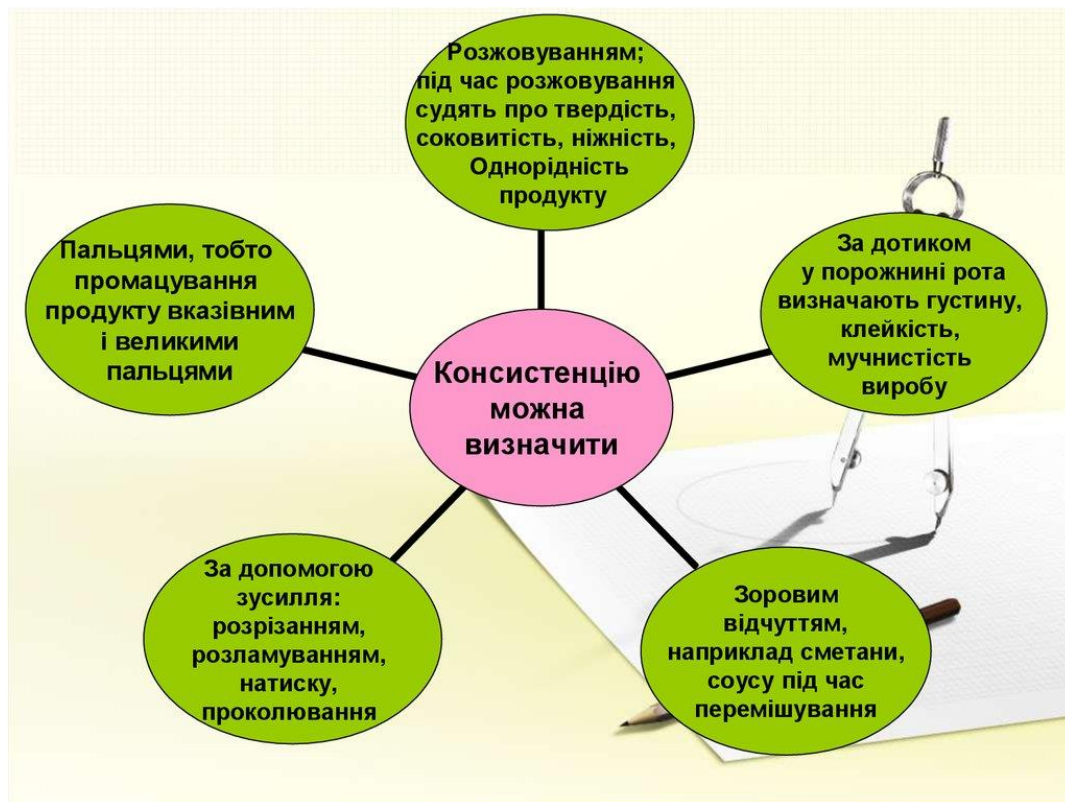 Розжовуванням;
під час розжовування
судять про твердість,
соковитість, ніжність,
Однорідність
продукту
Пальцями, тобто
промацування
продукту вказівним
і великими
пальцями
За дотиком
у порожнині рота
визначають густину,
клейкість,
мучнистість
виробу
Консистенцію
можна
визначити
За допомогою
зусилля:
розрізанням,
розламуванням,
натиску,
проколювання
Зоровим
відчуттям,
наприклад сметани,
соусу під час
перемішування